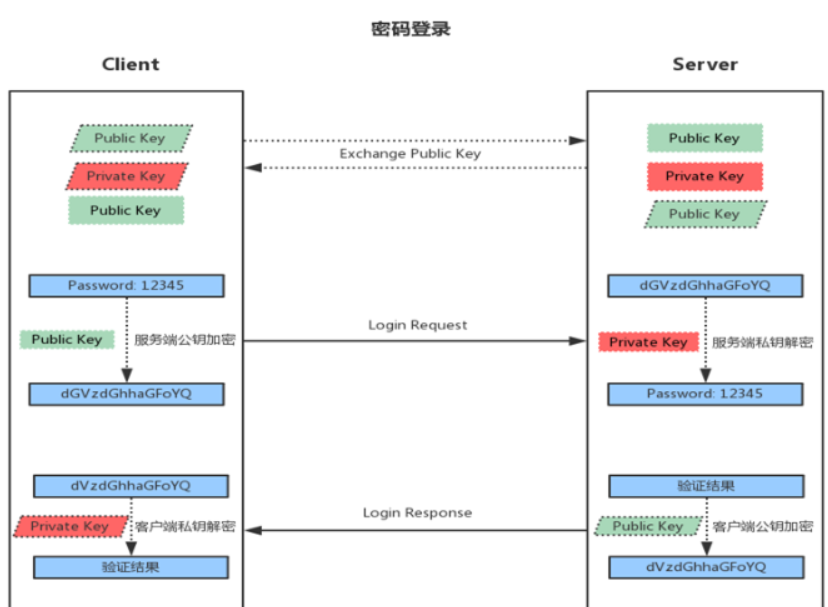 密码登录
Client
Server
Public Key
Private Key
Public Key
Exchange Public Key
Public Key
Private Key
Public Key
Password: 12345
Public Key
服务端公钥加密
dGVzdGhhaGFoYQ
Login Request
dGVzdGhhaGFoYQ
Private Key
服务端私钥解密
Password: 12345
dVzdGhhaGFoYQ
Private Key
客户端私钥解密
验证结果
Login Response
验证结果
Public Key
客户端公钥加密
dVzdGhhaGFoYQ